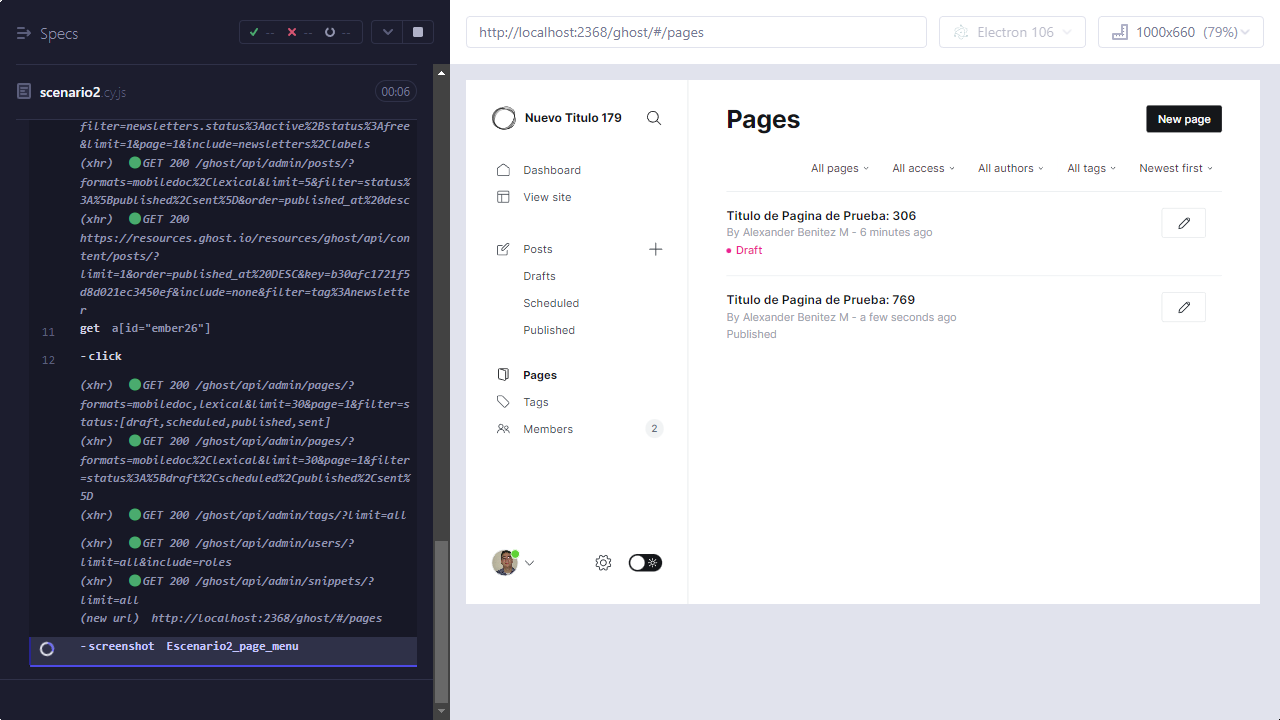 Specs
-- -- --
scenario2.cy.js
00:06
filter=newsletters.status%3Aactive%2Bstatus%3Afree
&limit=1&page=1&include=newsletters%2Clabels
(xhr) GET 200 /ghost/api/admin/posts/?
formats=mobiledoc%2Clexical&limit=5&filter=status%
3A%5Bpublished%2Csent%5D&order=published_at%20desc
(xhr) GET 200
https://resources.ghost.io/resources/ghost/api/con
tent/posts/?
limit=1&order=published_at%20DESC&key=b30afc1721f5
d8d021ec3450ef&include=none&filter=tag%3Anewslette
r
11 get a[id="ember26"]
12 -click
(xhr) GET 200 /ghost/api/admin/pages/?
formats=mobiledoc,lexical&limit=30&page=1&filter=s
tatus:[draft,scheduled,published,sent]
(xhr) GET 200 /ghost/api/admin/pages/?
formats=mobiledoc%2Clexical&limit=30&page=1&filter
=status%3A%5Bdraft%2Cscheduled%2Cpublished%2Csent%
5D
(xhr) GET 200 /ghost/api/admin/tags/?limit=all
(xhr) GET 200 /ghost/api/admin/users/?
limit=all&include=roles
(xhr) GET 200 /ghost/api/admin/snippets/?
limit=all
(new url) http://localhost:2368/ghost/#/pages
-screenshot Escenario2_page_menu
http://localhost:2368/ghost/#/pages
Electron 106
1000x660 (79%)
Nuevo Titulo 179
Dashboard
View site
Posts
Drafts
Scheduled
Published
Pages
Tags
Members 2
Pages
New page
All pages All access All authors All tags Newest first
Titulo de Pagina de Prueba: 306
By Alexander Benitez M - 6 minutes ago
Draft
Titulo de Pagina de Prueba: 769
By Alexander Benitez M - a few seconds ago
Published